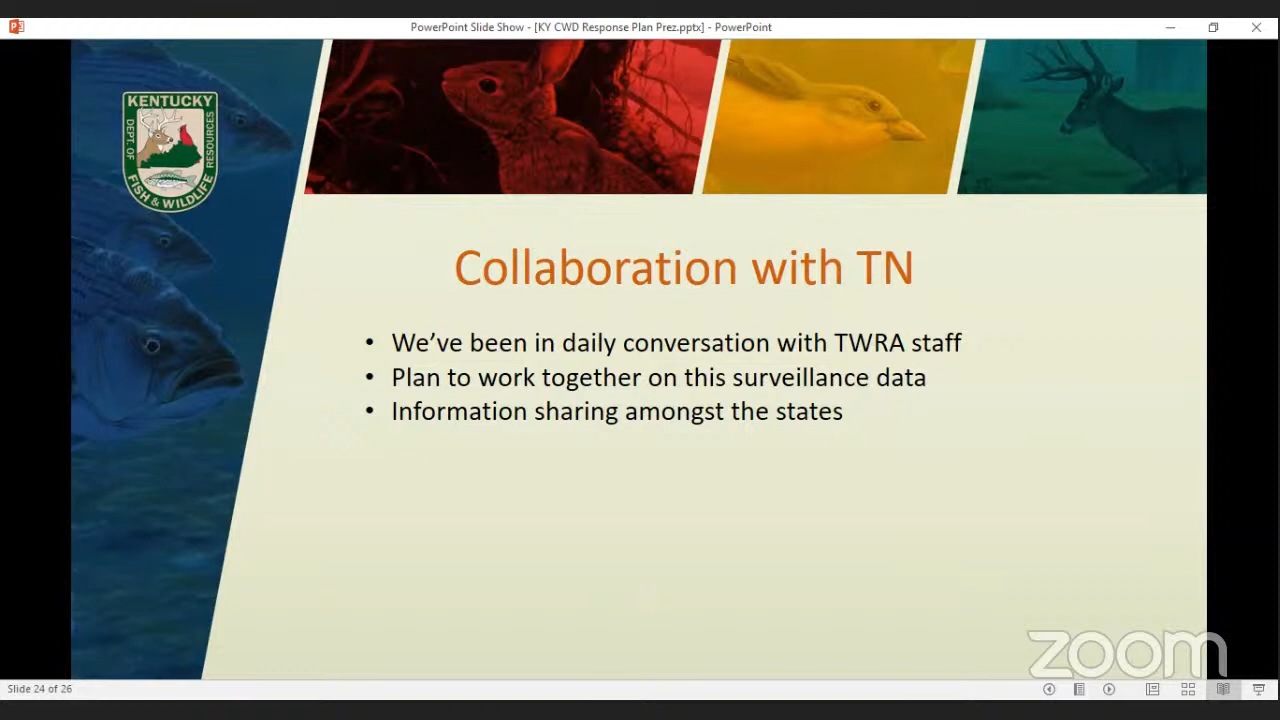 PowerPoint Slide Show - [KY CWD Response Plan Prez.pptx] - PowerPoint
KENTUCKY
DEPT. OF
FISH & WILDLIFE
RESOURCES
Collaboration with TN
• We’ve been in daily conversation with TWRA staff
• Plan to work together on this surveillance data
• Information sharing amongst the states
zoom
Slide 24 of 26